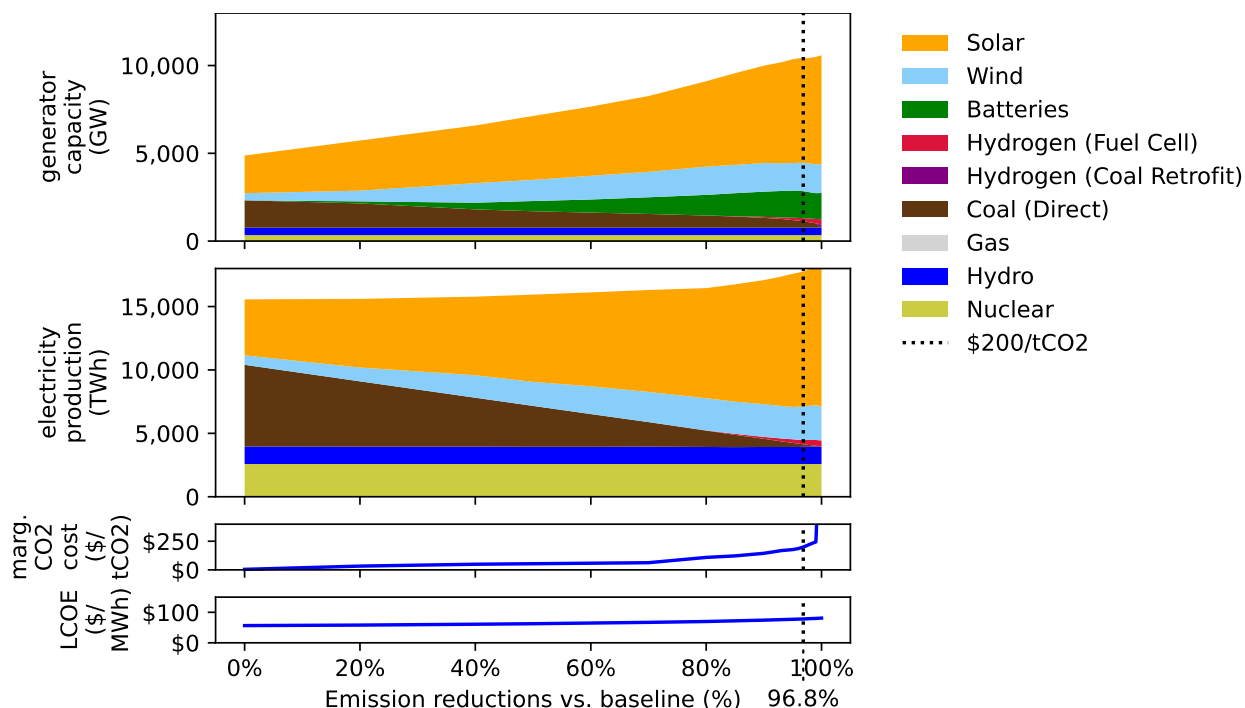 generator
capacity
(GW)
10,000
5,000
0
Solar
Wind
Batteries
Hydrogen (Fuel Cell)
Hydrogen (Coal Retrofit)
Coal (Direct)
Gas
Hydro
Nuclear
$200/tCO2
electricity
production
(TWh)
15,000
10,000
5,000
0
marg.
CO2
cost
($/
tCO2)
$250
$0
LCOE
($/
MWh)
$100
$0
0% 20% 40% 60% 80% 100%
Emission reductions vs. baseline (%) 96.8%